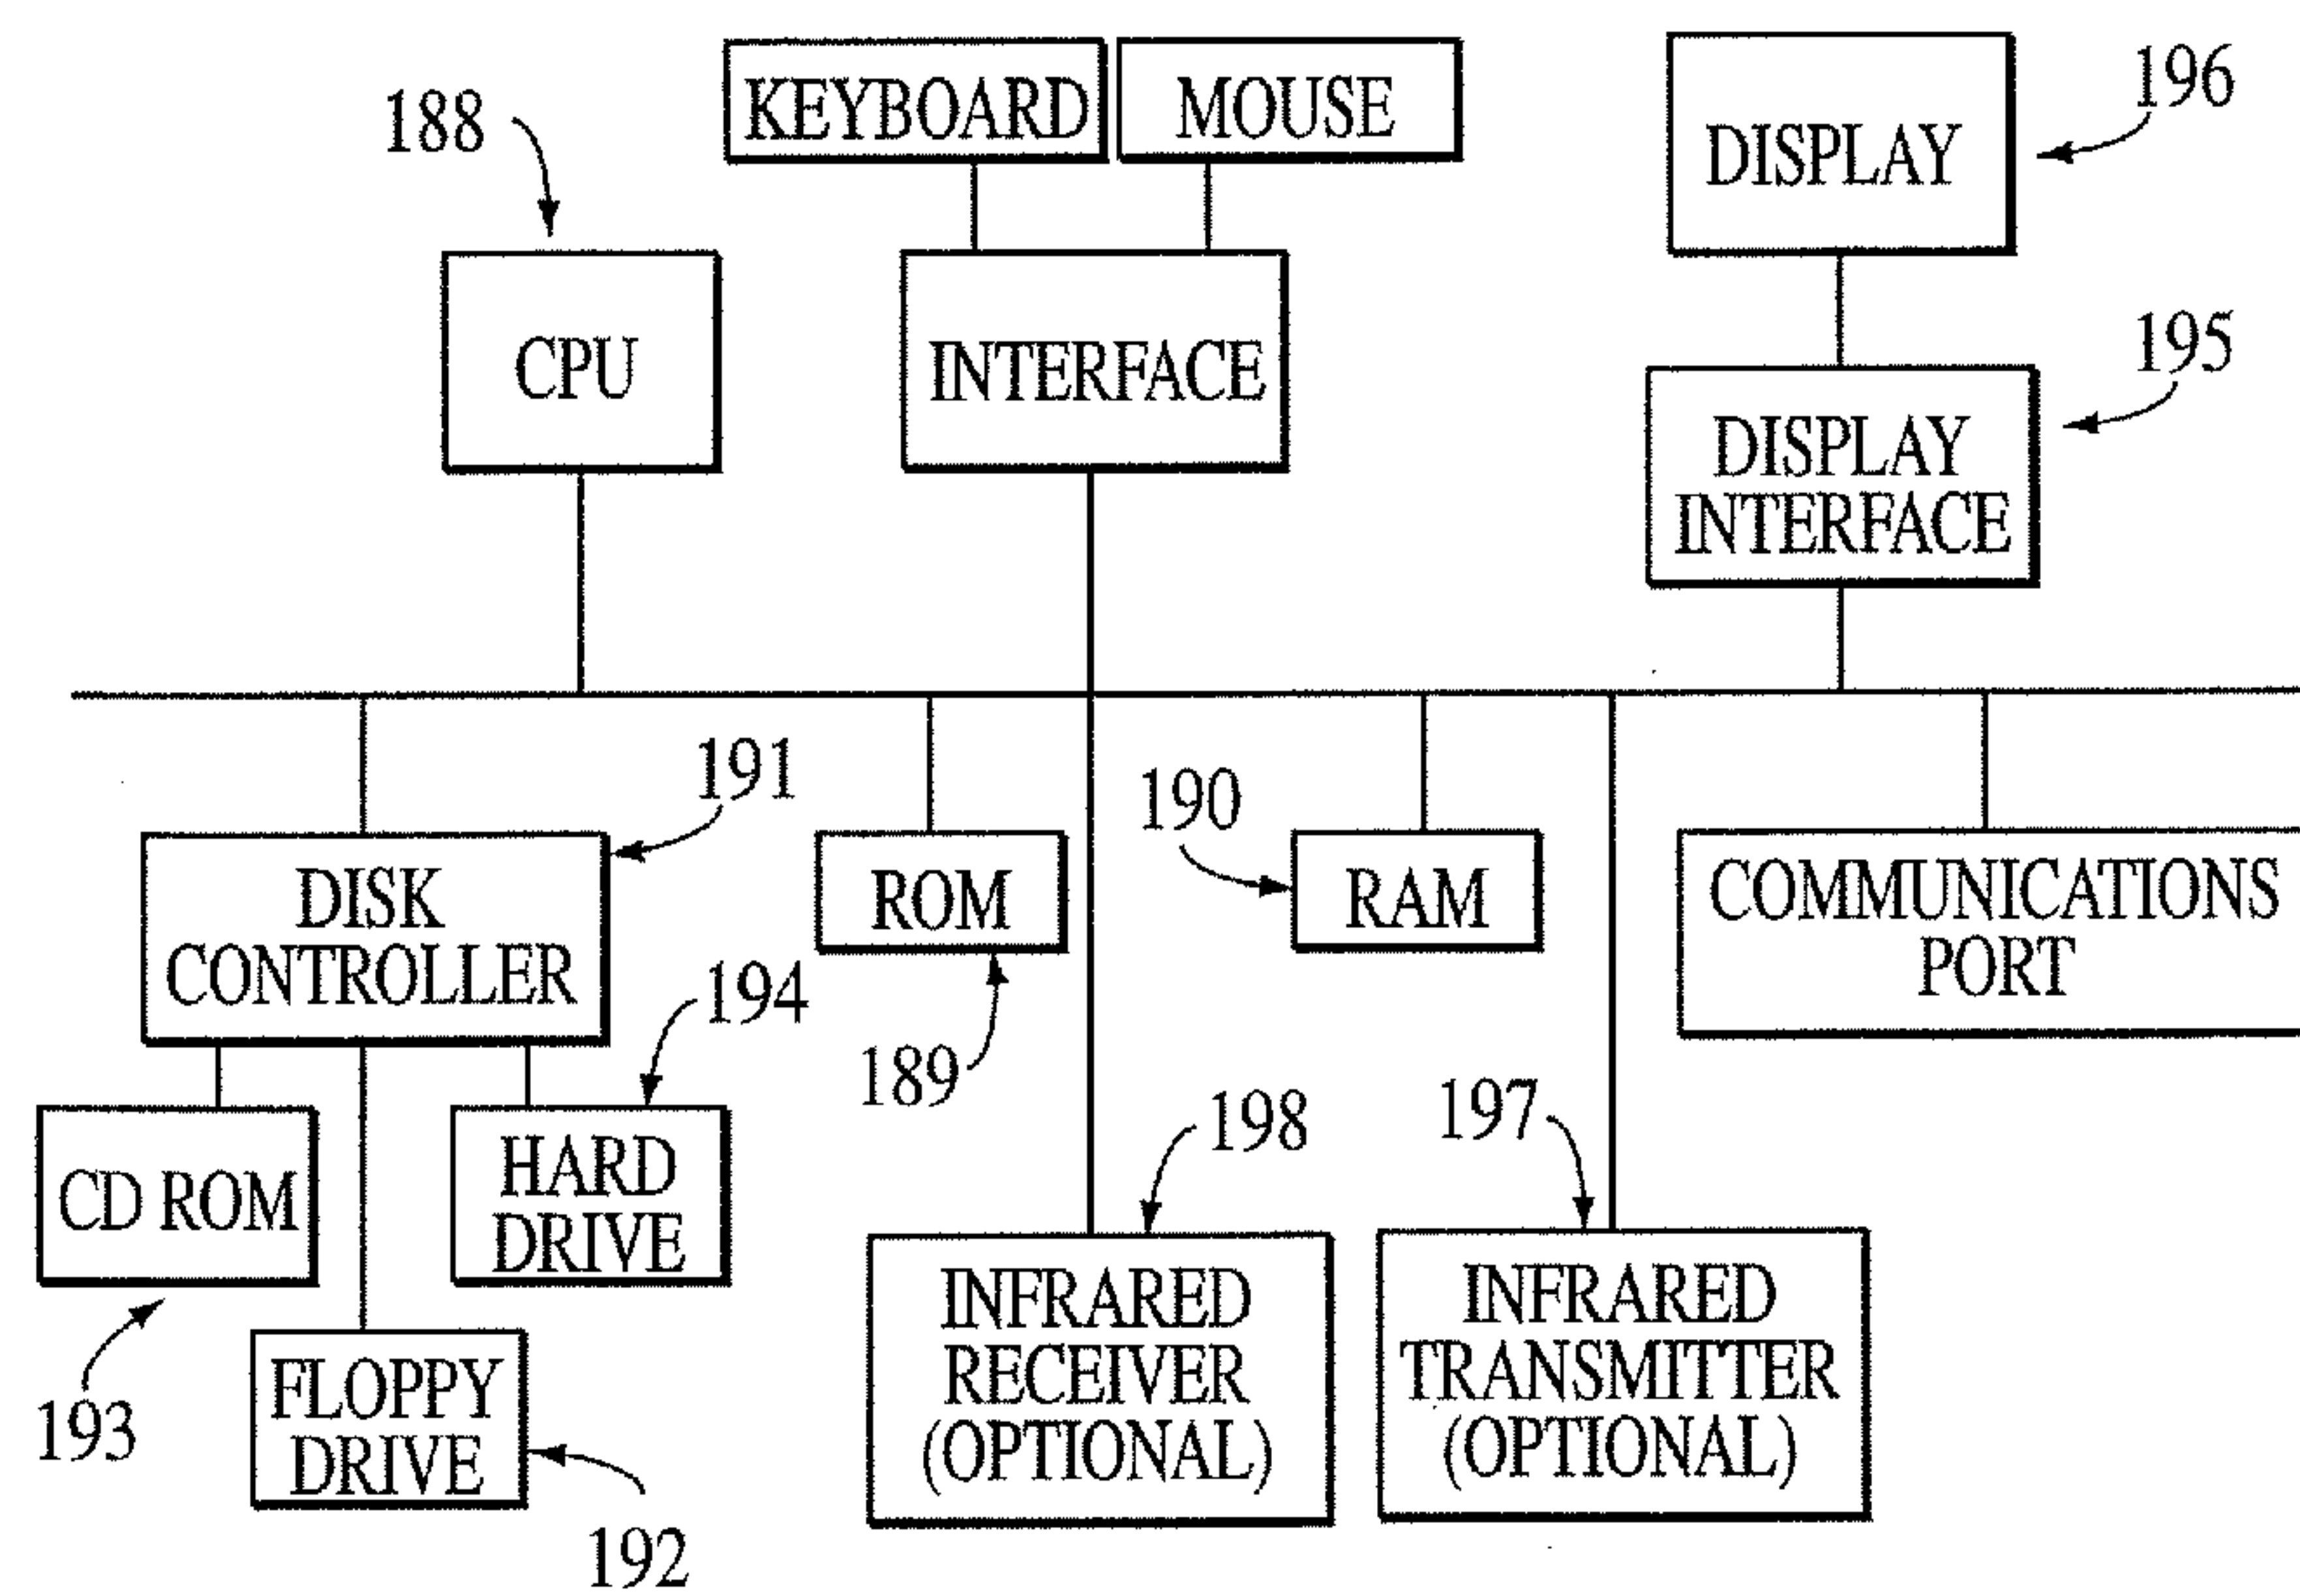 KEYBOARD
MOUSE
188
196
DISPLAY
CPU
INTERFACE
195
DISPLAY
INTERFACE
191
190
DISK
CONTROLLER
ROM
RAM
COMMUNICATIONS
PORT
194
189
198
197
CD ROM
HARD
DRIVE
193
FLOPPY
DRIVE
192
INFRARED
RECEIVER
(OPTIONAL)
INFRARED
TRANSMITTER
(OPTIONAL)